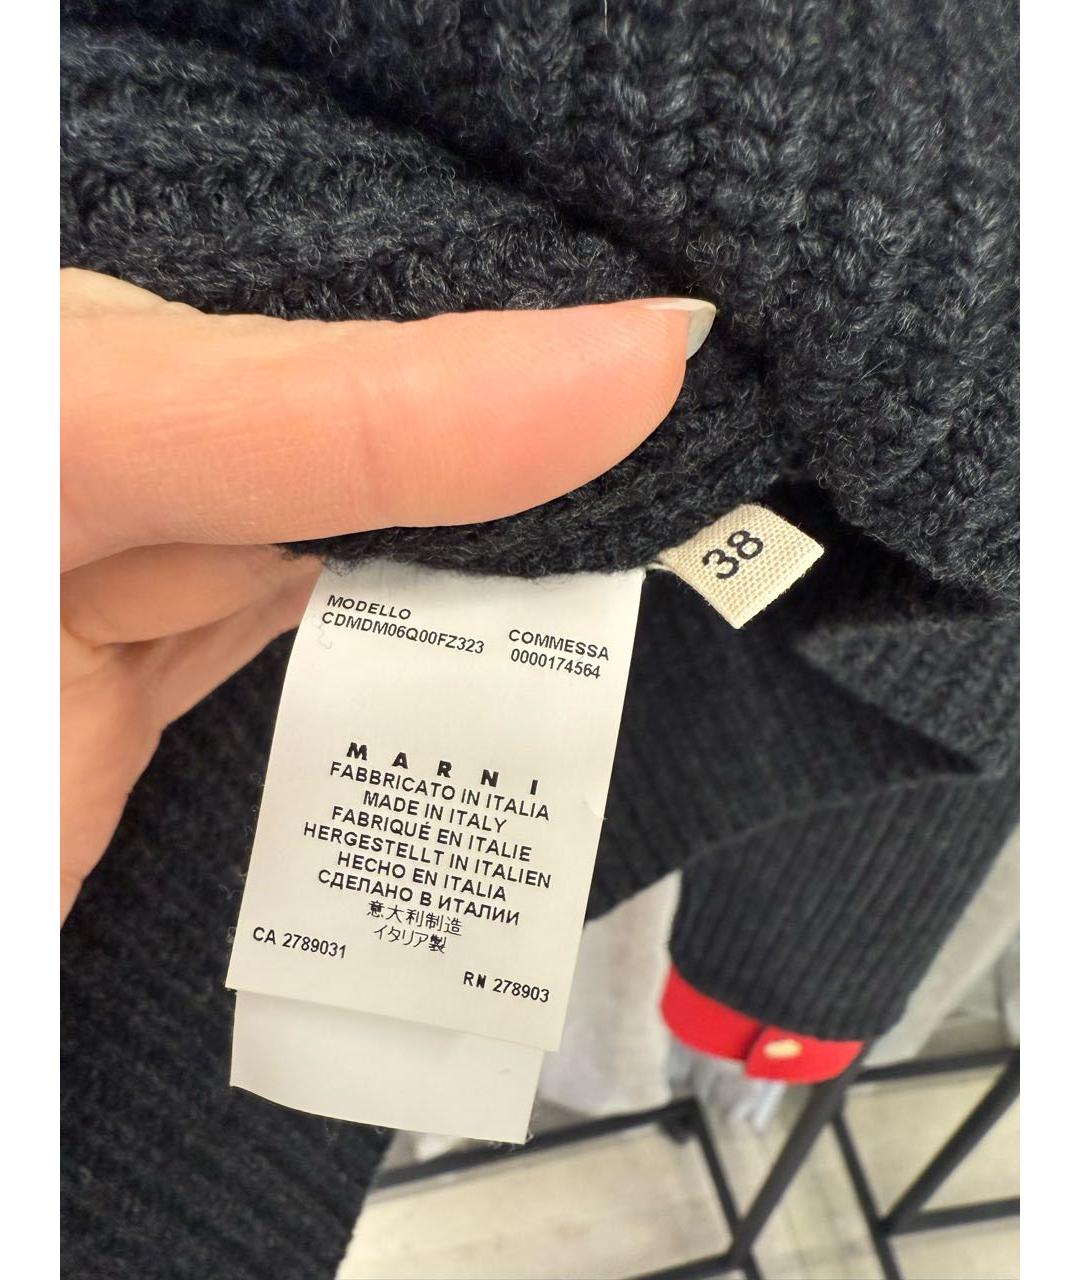 38
MODELLO
CDMDM06Q00FZ323
COMMESSA
0000174564
MARNI
FABBRICATO IN ITALIA
MADE IN ITALY
FABRIQUÉ EN ITALIE
HERGESTELLT IN ITALIEN
HECHO EN ITALIA
СДЕЛАНО В ИТАЛИИ
意大利制造
イタリア製
CA 2789031
RN 278903